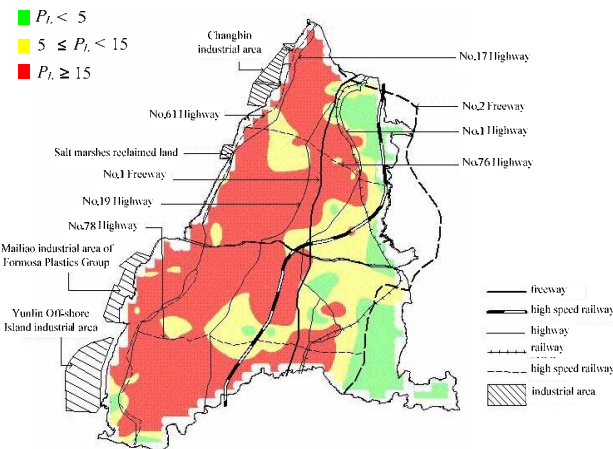 P_L < 5
5 ≤ P_L < 15
P_L ≥ 15
Changbin
industrial area
No.17 Highway
No.2 Freeway
No.61 Highway
No.1 Highway
Salt marshes reclaimed land
No.76 Highway
No.1 Freeway
No.19 Highway
No.78 Highway
Mailiao industrial area of
Formosa Plastics Group
Yunlin Off-shore
Island industrial area
freeway
high speed railway
highway
railway
high speed railway
industrial area